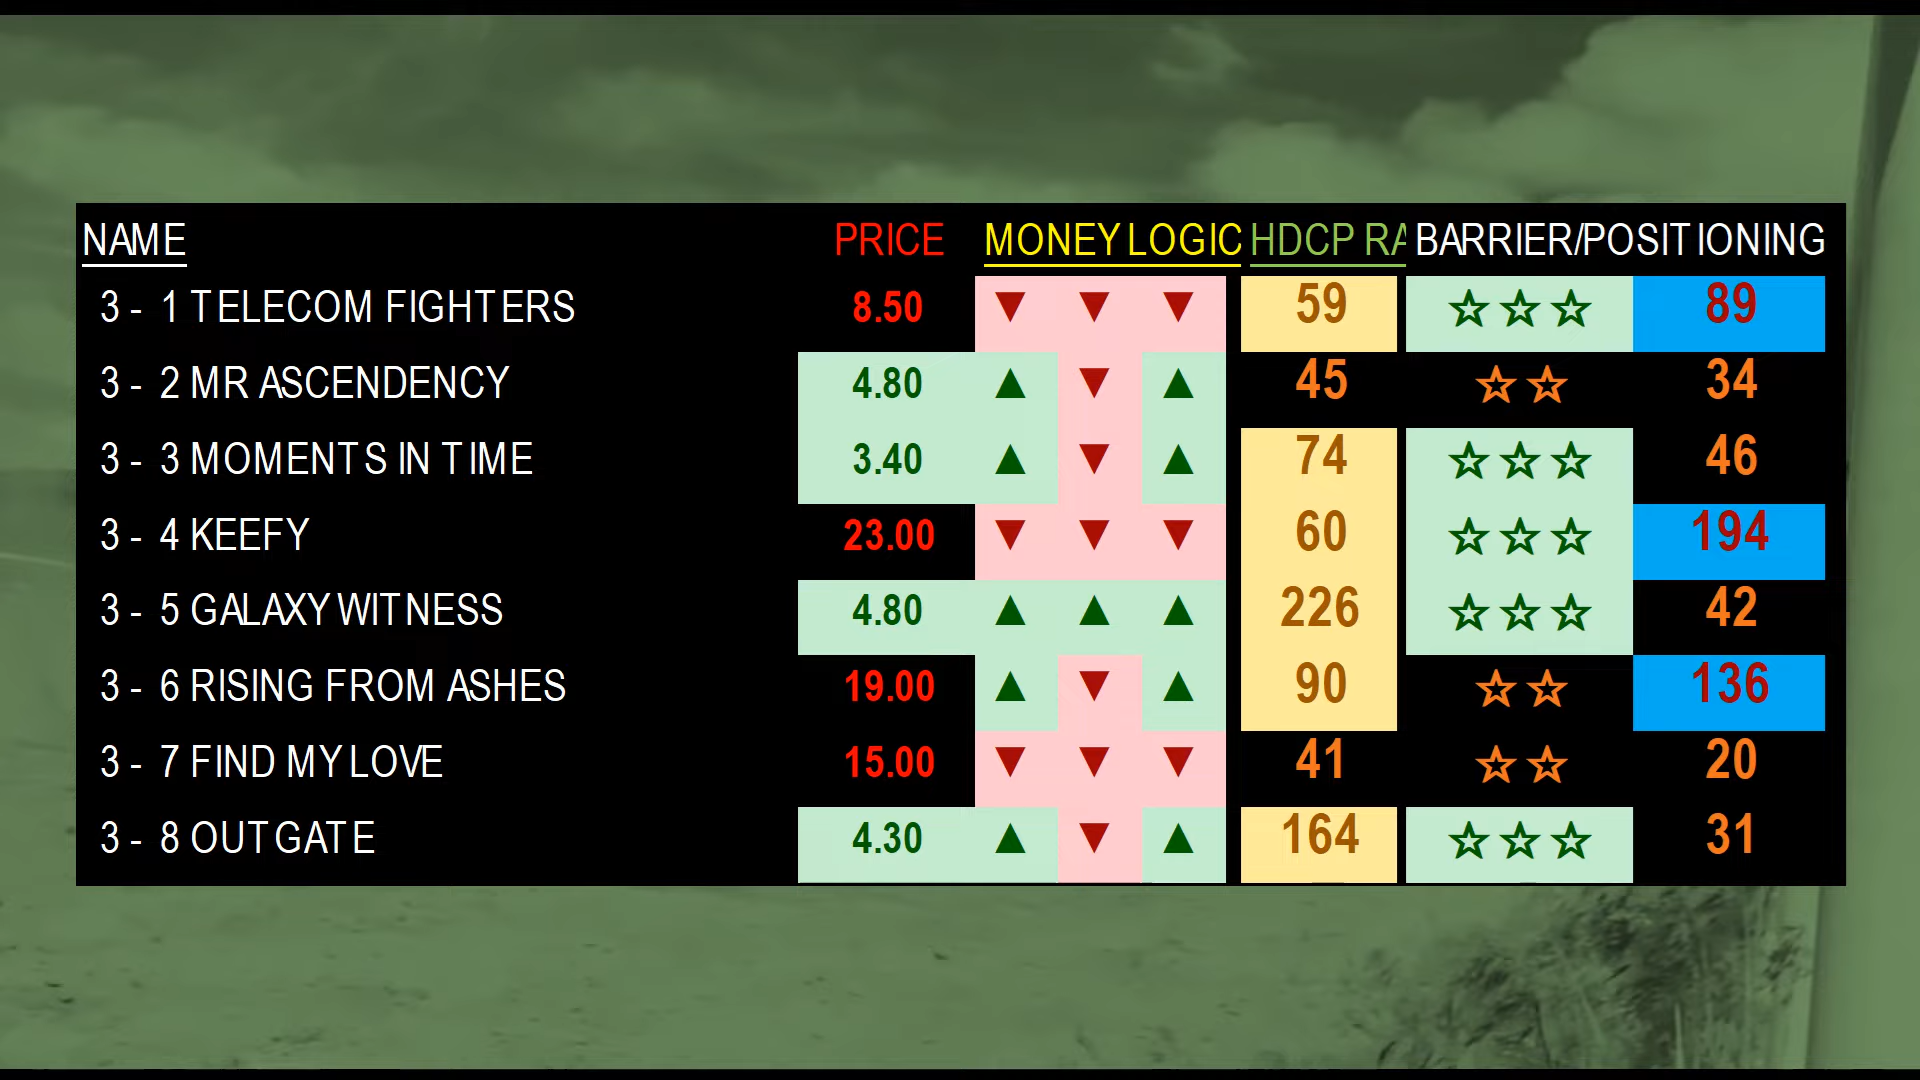 NAME PRICE MONEY LOGIC HDCP RA BARRIER/POSITIONING
3 - 1 TELECOM FIGHTERS 8.50 ▼ ▼ ▼ 59 ☆☆☆ 89
3 - 2 MR ASCENDENCY 4.80 ▲ ▼ ▲ 45 ☆☆ 34
3 - 3 MOMENTS IN TIME 3.40 ▲ ▼ ▲ 74 ☆☆☆ 46
3 - 4 KEEFY 23.00 ▼ ▼ ▼ 60 ☆☆☆ 194
3 - 5 GALAXY WITNESS 4.80 ▲ ▲ ▲ 226 ☆☆☆ 42
3 - 6 RISING FROM ASHES 19.00 ▲ ▼ ▲ 90 ☆☆ 136
3 - 7 FIND MY LOVE 15.00 ▼ ▼ ▼ 41 ☆☆ 20
3 - 8 OUTGATE 4.30 ▲ ▼ ▲ 164 ☆☆☆ 31